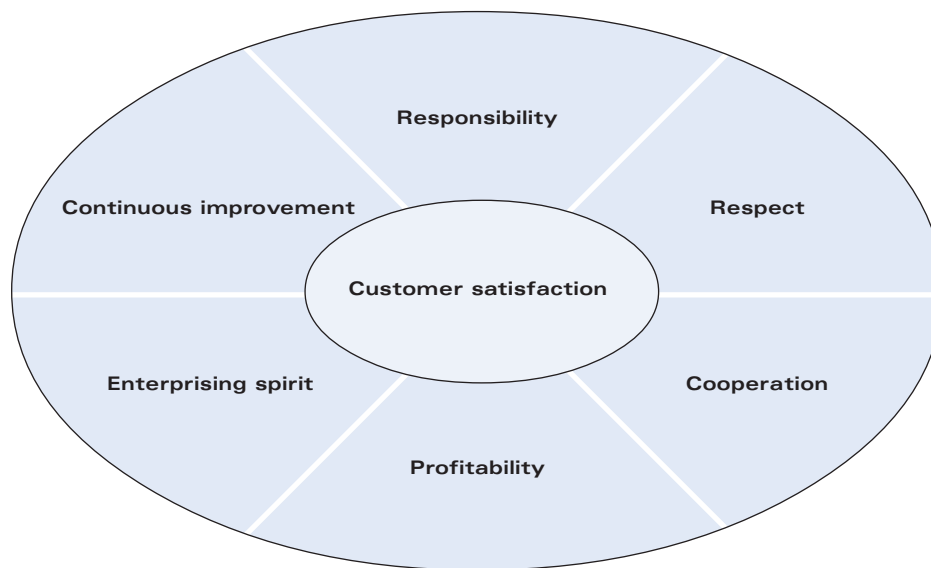 Responsibility
Continuous improvement
Respect
Customer satisfaction
Enterprising spirit
Cooperation
Profitability